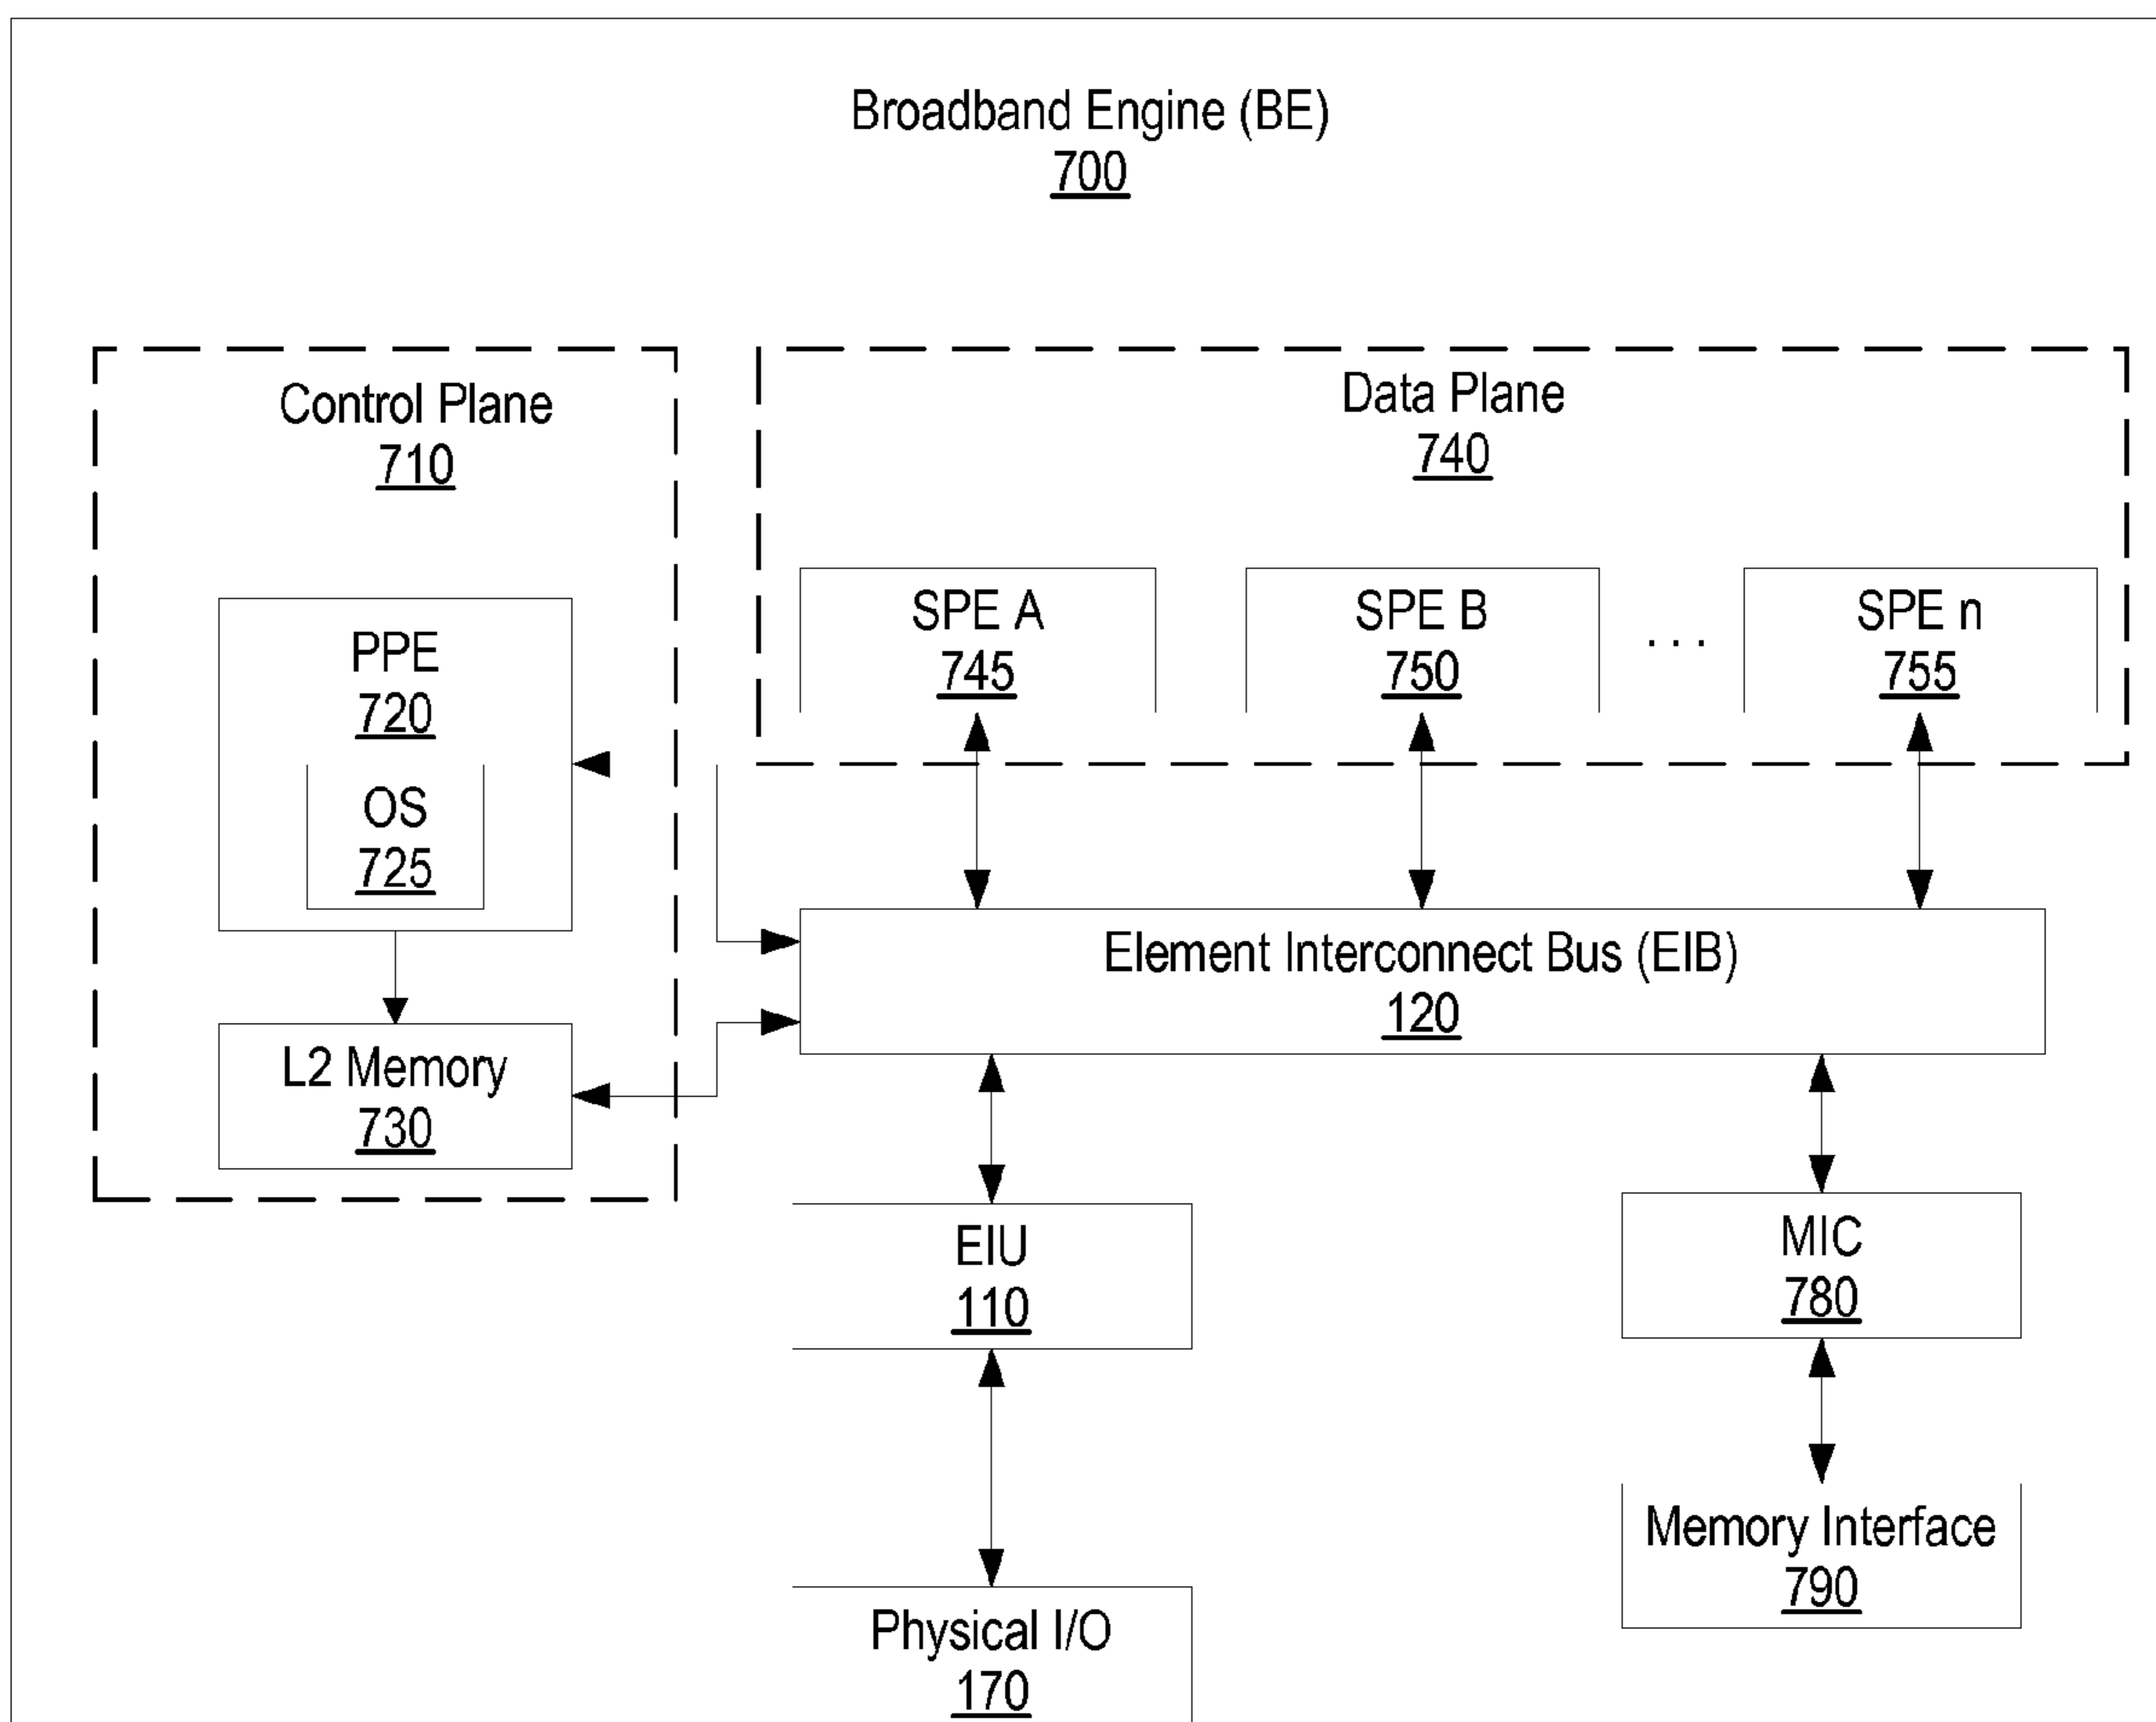 Broadband Engine (BE)
700
Control Plane
710
Data Plane
740
PPE
720
OS
725
L2 Memory
730
SPE A
745
SPE B
750
. . .
SPE n
755
Element Interconnect Bus (EIB)
120
EIU
110
MIC
780
Physical I/O
170
Memory Interface
790